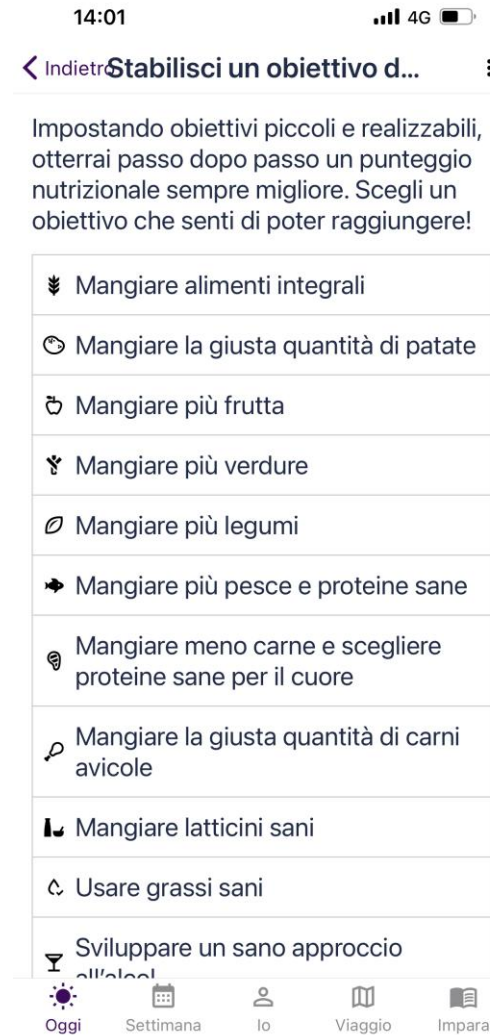 14:01
4G
Indietro
Stabilisci un obiettivo d...
Impostando obiettivi piccoli e realizzabili,
otterrai passo dopo passo un punteggio
nutrizionale sempre migliore. Scegli un
obiettivo che senti di poter raggiungere!
Mangiare alimenti integrali
Mangiare la giusta quantità di patate
Mangiare più frutta
Mangiare più verdure
Mangiare più legumi
Mangiare più pesce e proteine sane
Mangiare meno carne e scegliere
proteine sane per il cuore
Mangiare la giusta quantità di carni
avicole
Mangiare latticini sani
Usare grassi sani
Sviluppare un sano approccio
all'alcol
Oggi
Settimana
Io
Viaggio
Impara